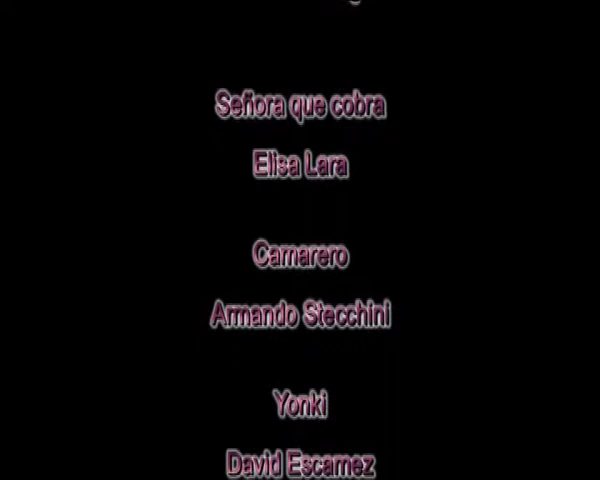 Señora que cobra
Elisa Lara
Camarero
Armando Stecchini
Yonki
David Escamez